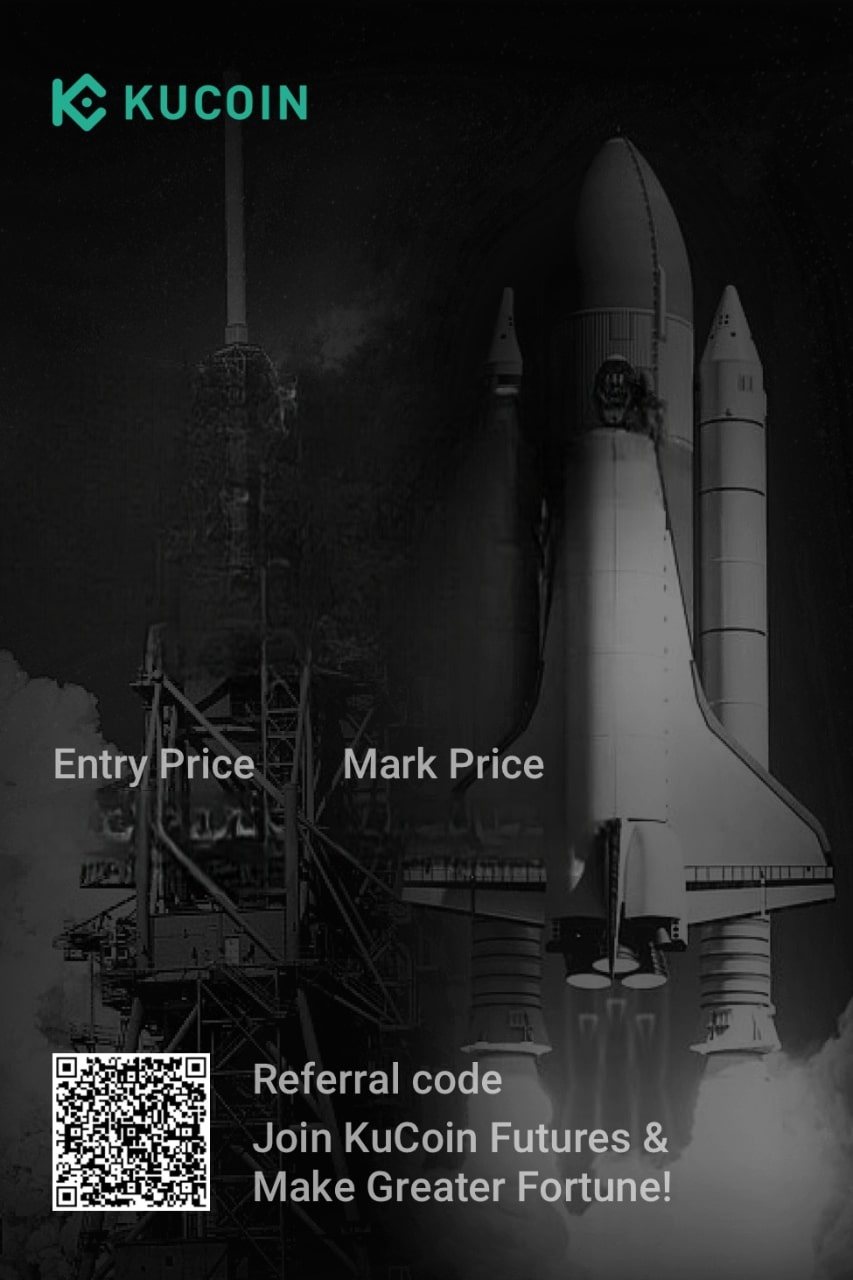 KUCOIN
Entry Price
Mark Price
Referral code
Join KuCoin Futures &
Make Greater Fortune!